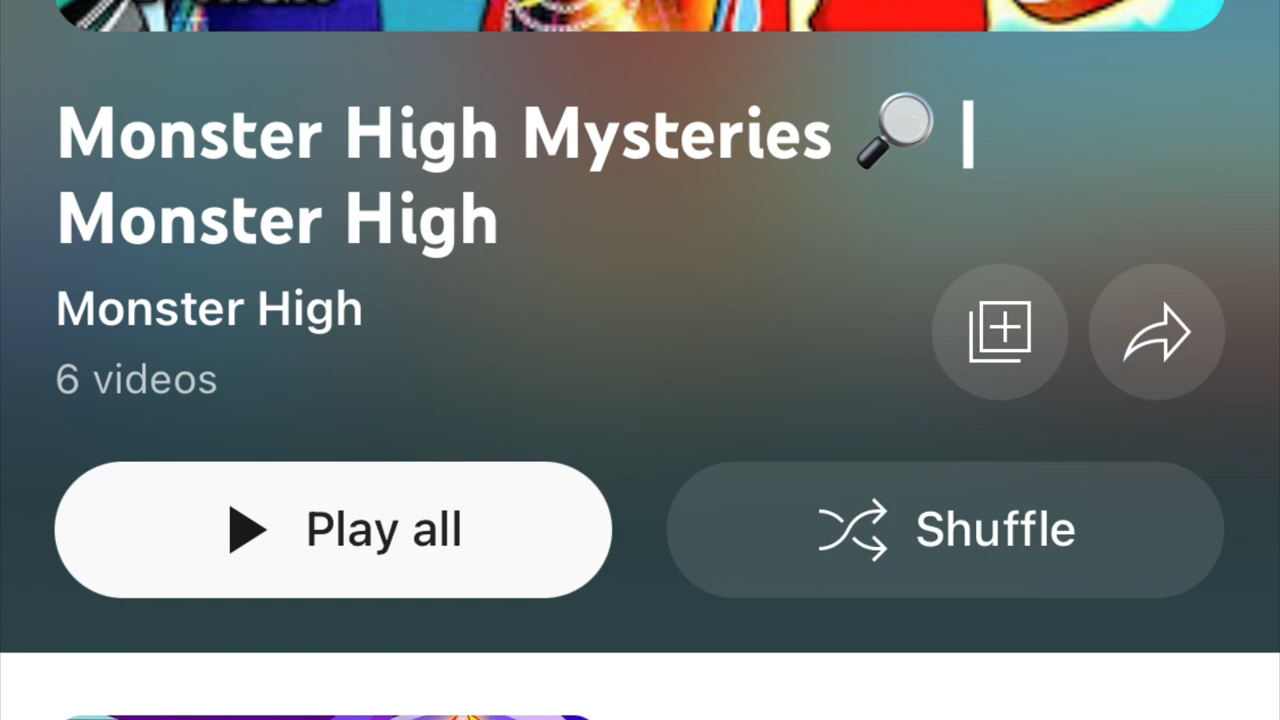 Monster High Mysteries 🔎 |
Monster High
Monster High
6 videos
Play all
Shuffle